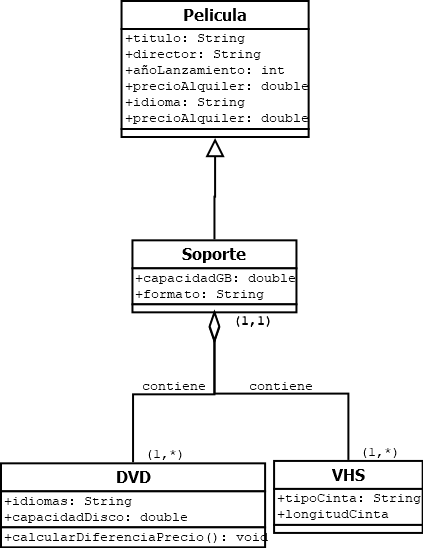 Pelicula
+titulo: String
+director: String
+añoLanzamiento: int
+precioAlquiler: double
+idioma: String
+precioAlquiler: double
Soporte
+capacidadGB: double
+formato: String
(1,1)
contiene contiene
(1,*) (1,*)
DVD
+idiomas: String
+capacidadDisco: double
+calcularDiferenciaPrecio(): void
VHS
+tipoCinta: String
+longitudCinta